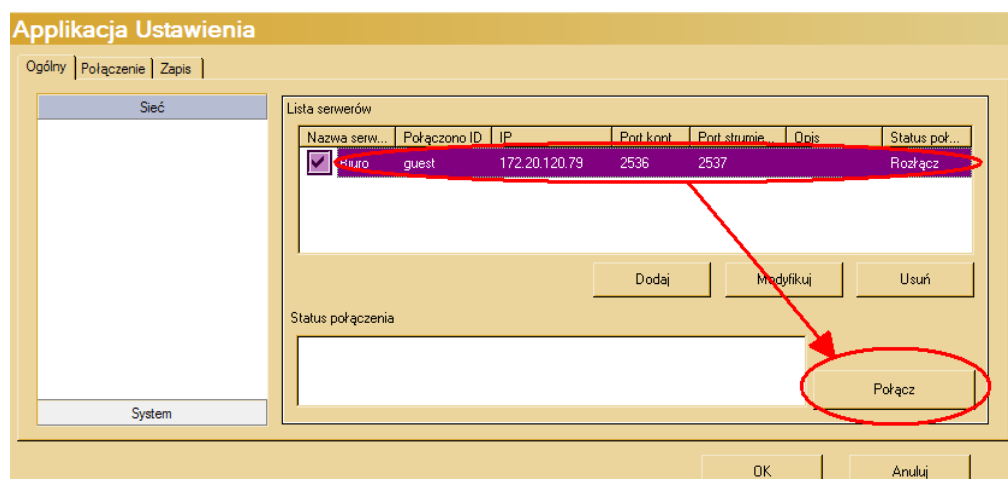 Applikacja Ustawienia
Ogólny Połączenie Zapis
Sieć
Lista serwerów
Nazwa serw... Połączono ID IP Port kont... Port strumie... Opis Status poł...
Biuro guest 172.20.120.79 2536 2537 Rozłącz
Dodaj Modyfikuj Usuń
Status połączenia
Połącz
System
OK Anuluj